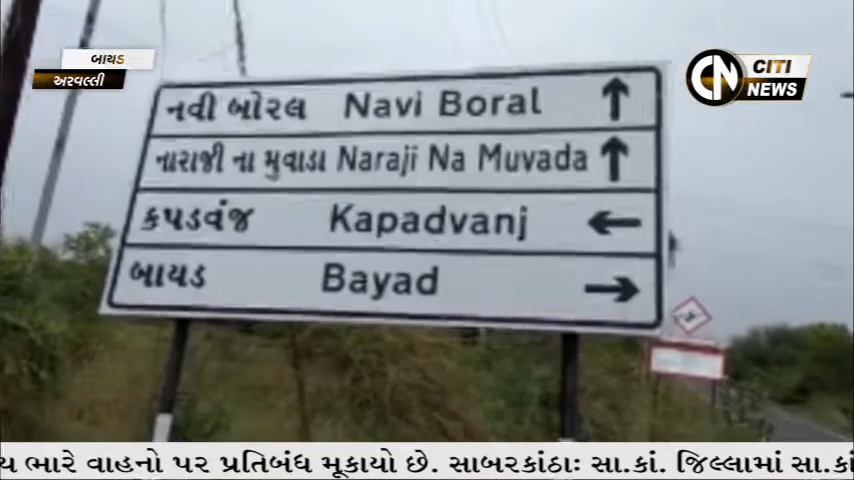 બાયડ
અરવલ્લી
CN CITI NEWS
નવી બોરલ Navi Boral ↑
નારાજી ના મુવાડા Naraji Na Muvada ↑
કપડવંજ Kapadvanj ←
બાયડ Bayad →
ભારે વાહનો પર પ્રતિબંધ મૂકાયો છે. સાબરકાંઠા: સા.કાં. જિલ્લામાં સા.કાં